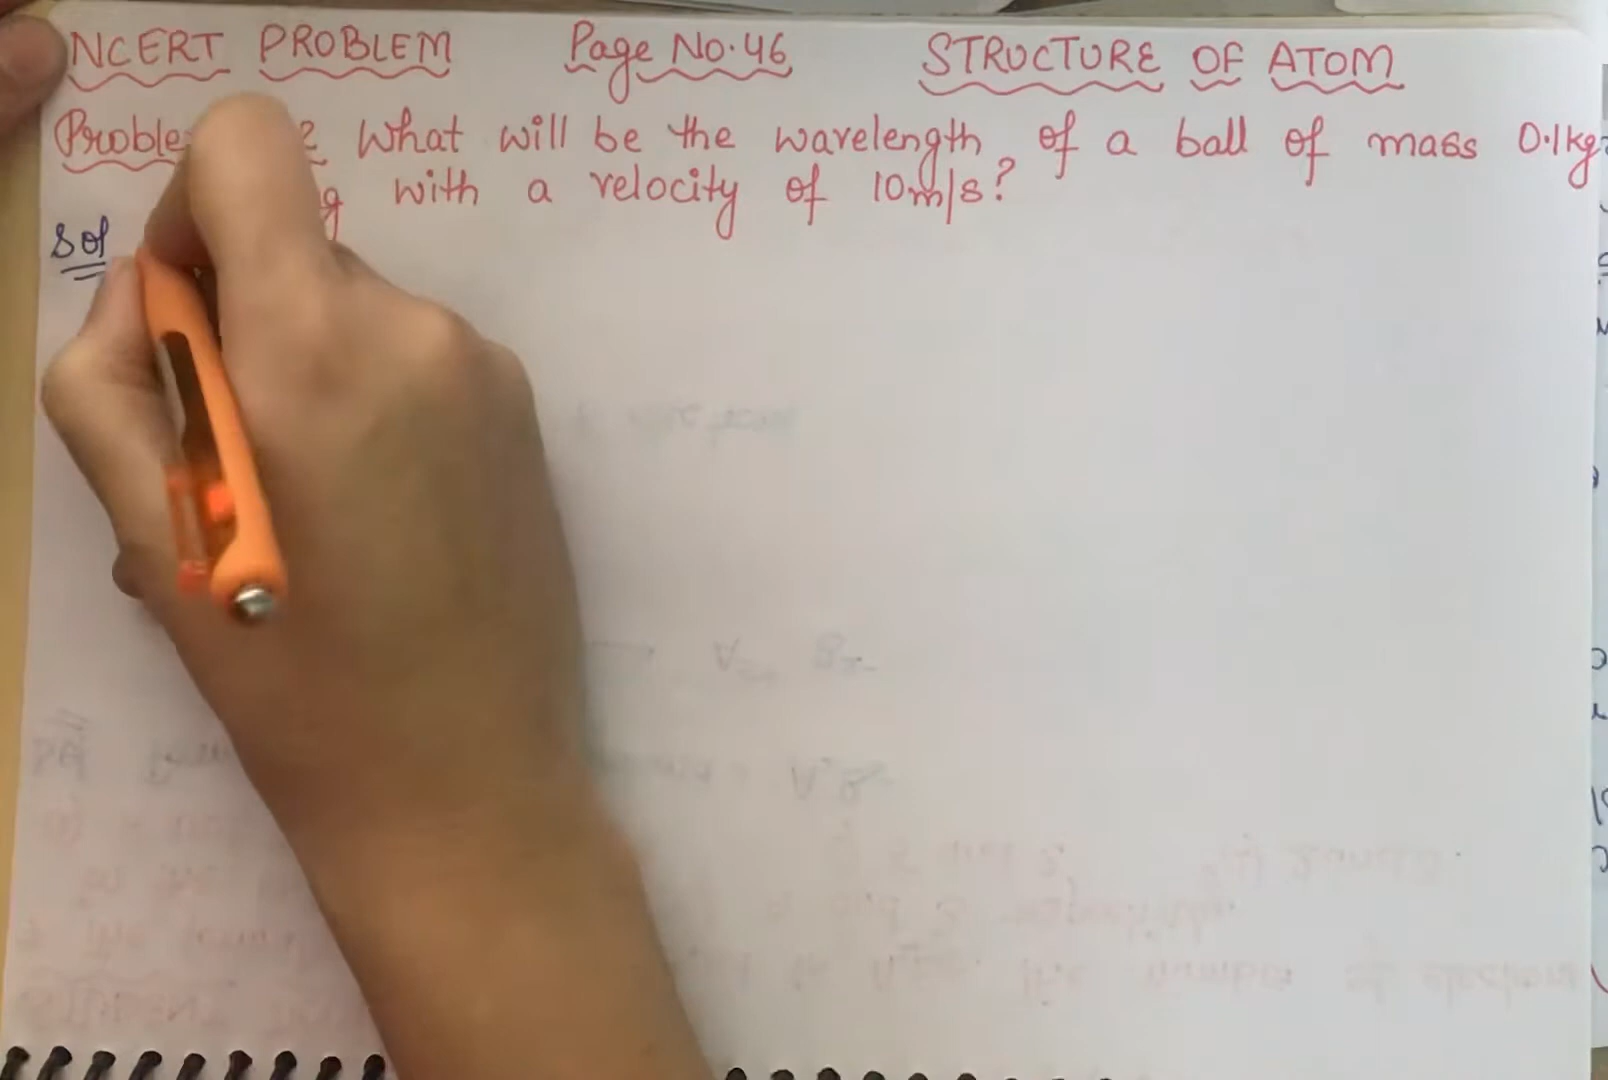 NCERT PROBLEM Page No.46 STRUCTURE OF ATOM
What will be the wavelength of a ball of mass 0.1kg
with a velocity of 10m/s?
Sol